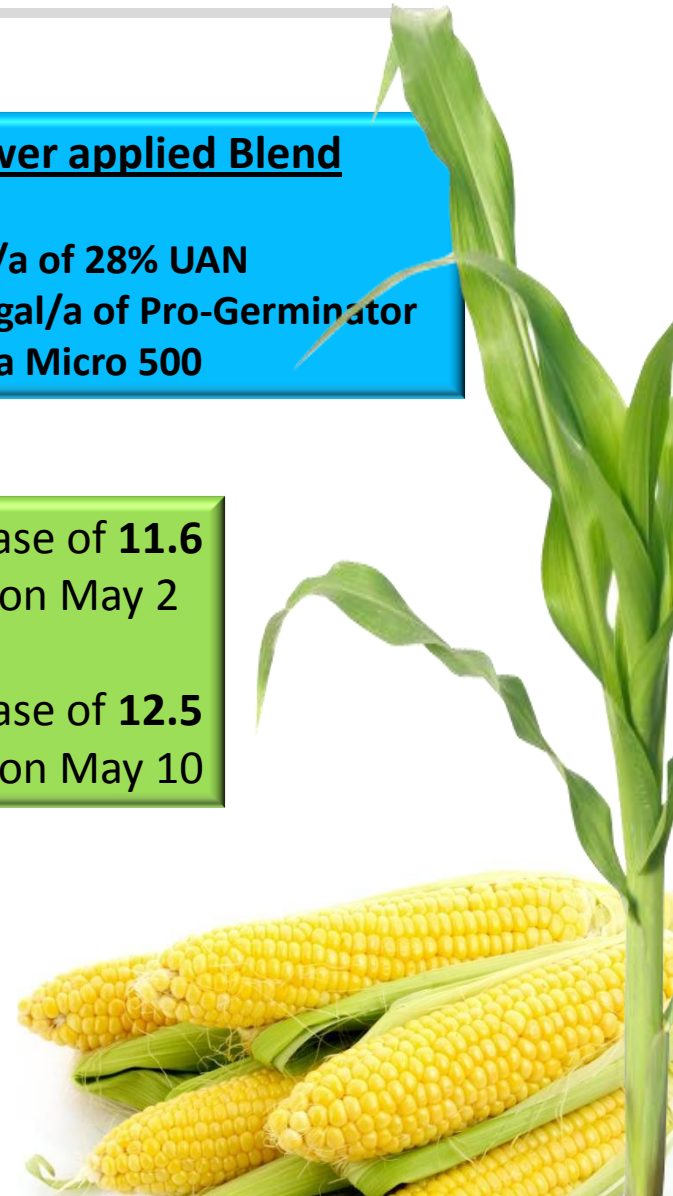 ver applied Blend
/a of 28% UAN
gal/a of Pro-Germinator
a Micro 500
ase of 11.6
on May 2
ase of 12.5
on May 10